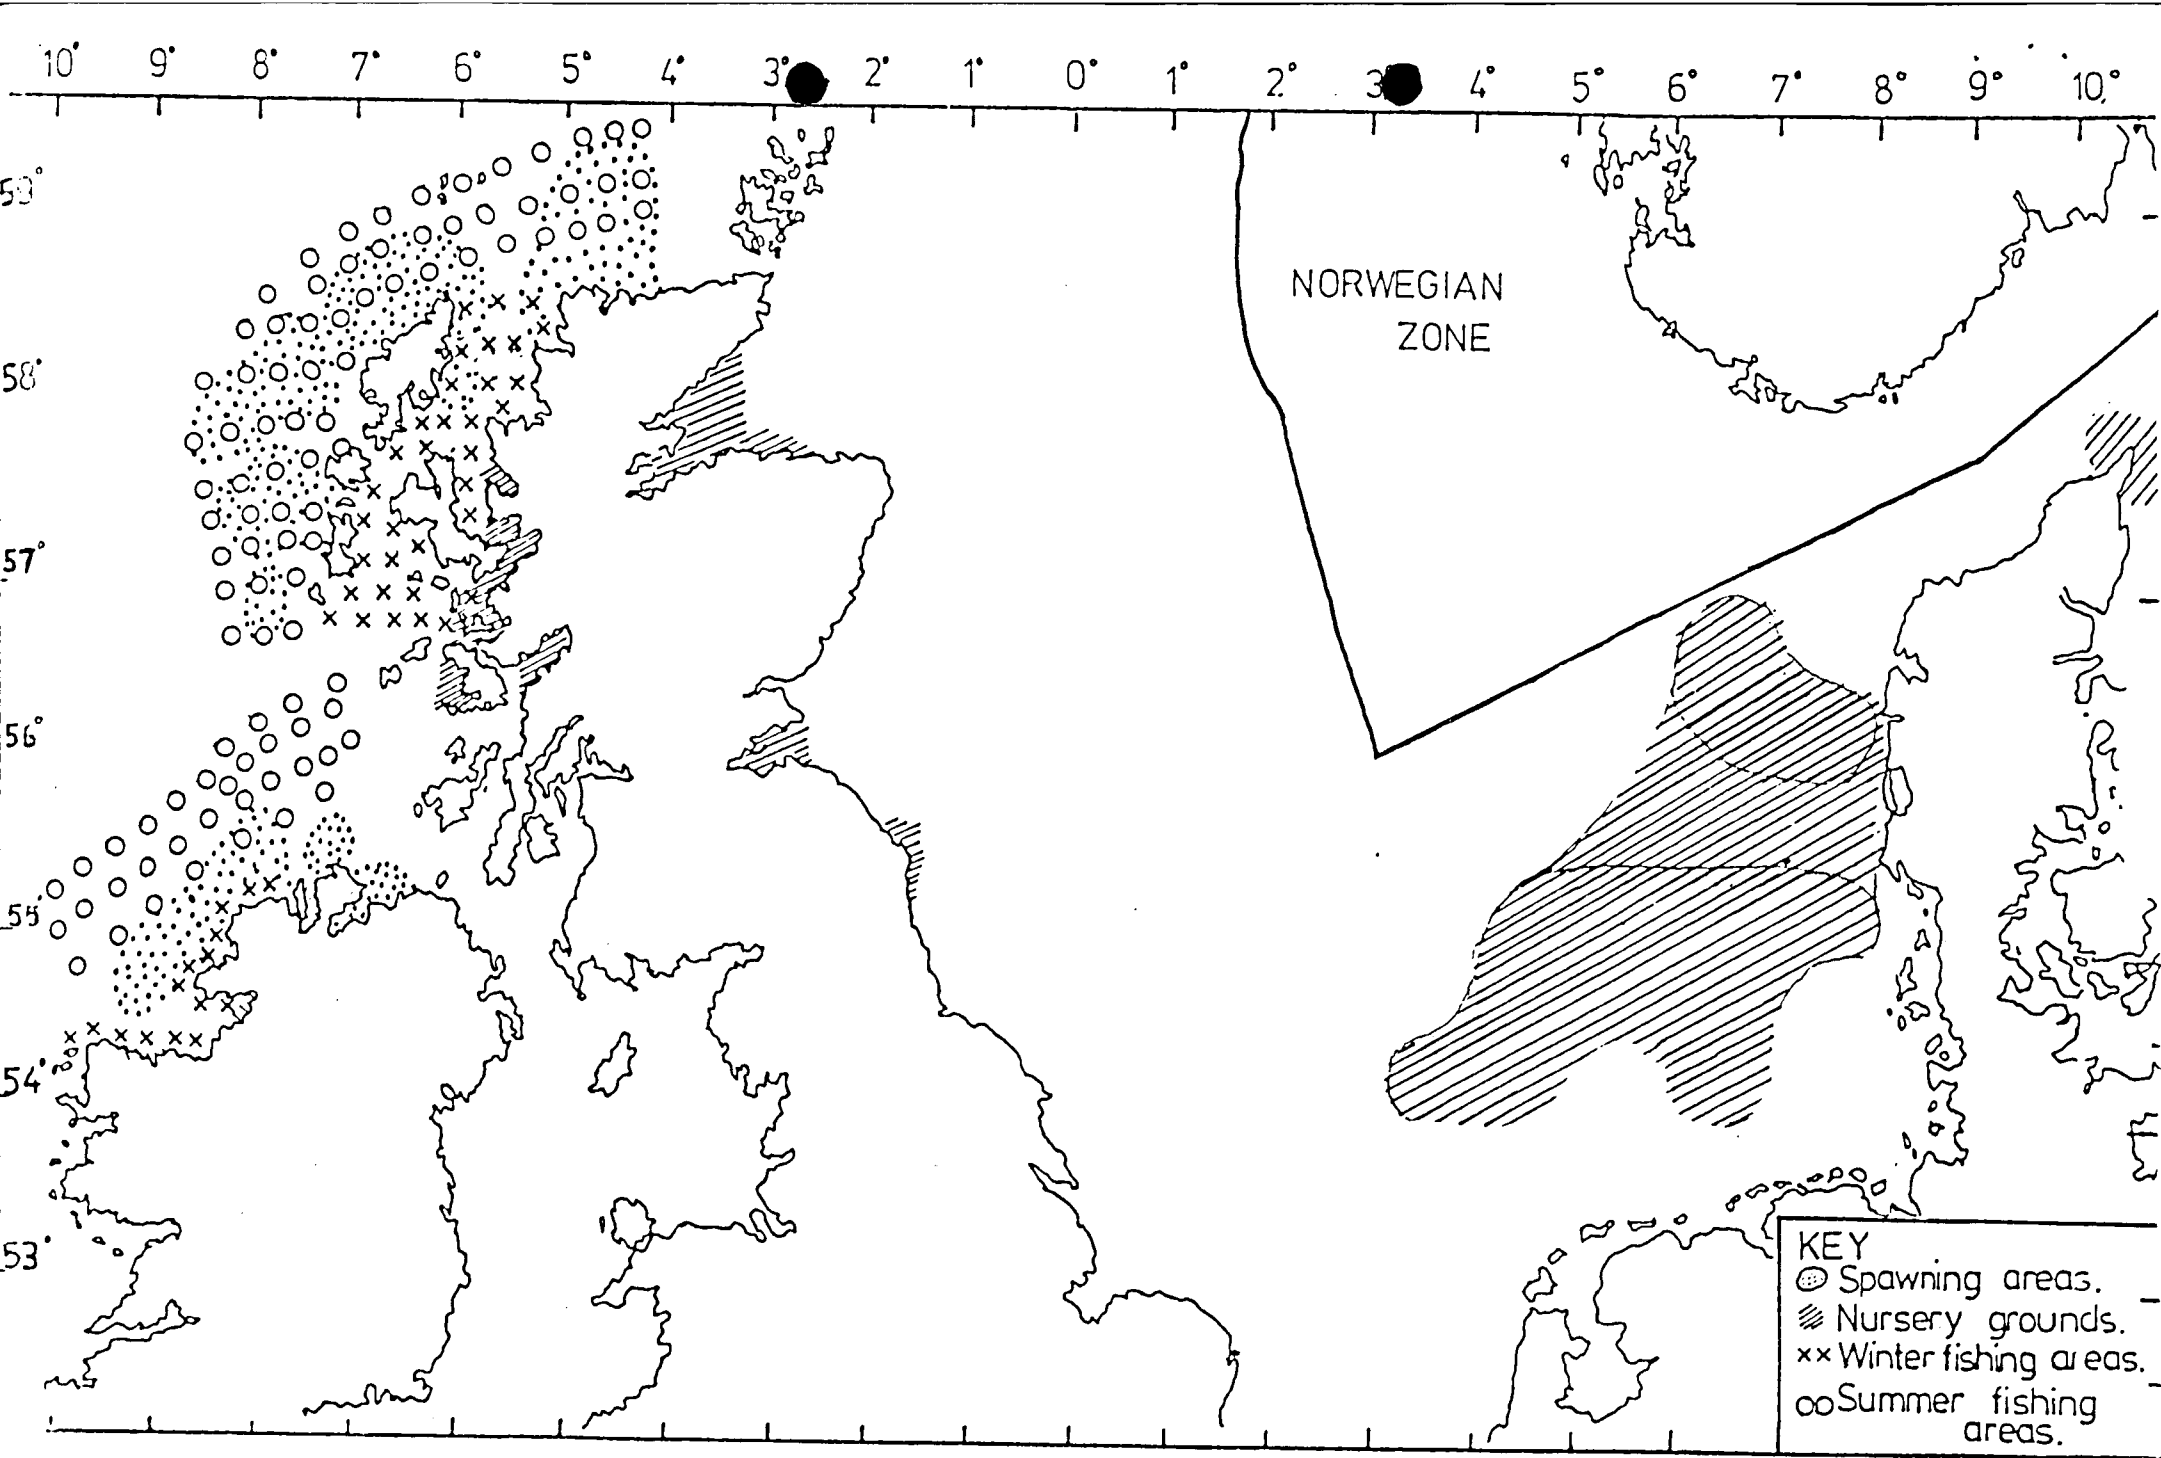 10° 9° 8° 7° 6° 5° 4° 3° 2° 1° 0° 1° 2° 3 4° 5° 6° 7° 8° 9° 10°
59°
58°
57°
56°
55°
54°
53°
NORWEGIAN
ZONE
KEY
Spawning areas.
Nursery grounds.
xx Winter fishing areas.
oo Summer fishing
areas.